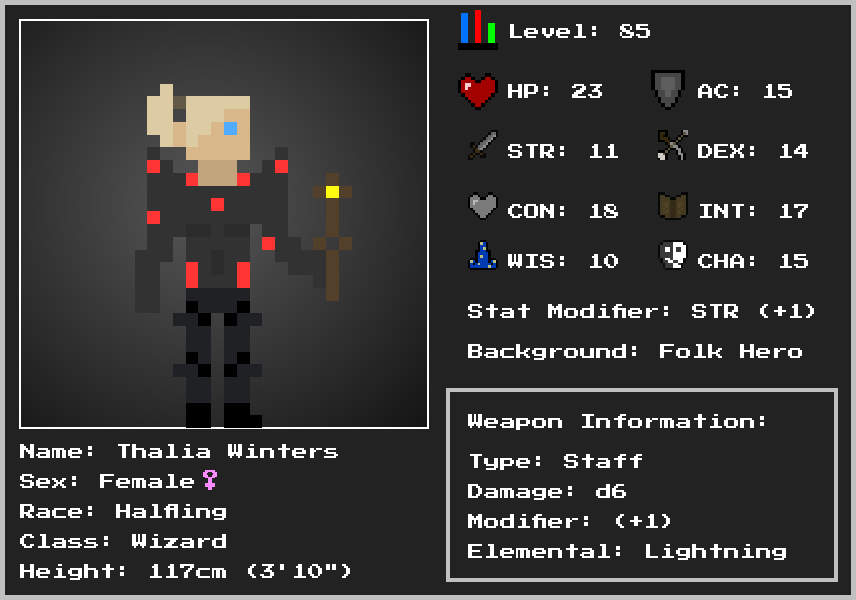 Level: 85
HP: 23 AC: 15
STR: 11 DEX: 14
CON: 18 INT: 17
WIS: 10 CHA: 15
Stat Modifier: STR (+1)
Background: Folk Hero
Weapon Information:
Type: Staff
Damage: d6
Modifier: (+1)
Elemental: Lightning
Name: Thalia Winters
Sex: Female♀
Race: Halfling
Class: Wizard
Height: 117cm (3'10")